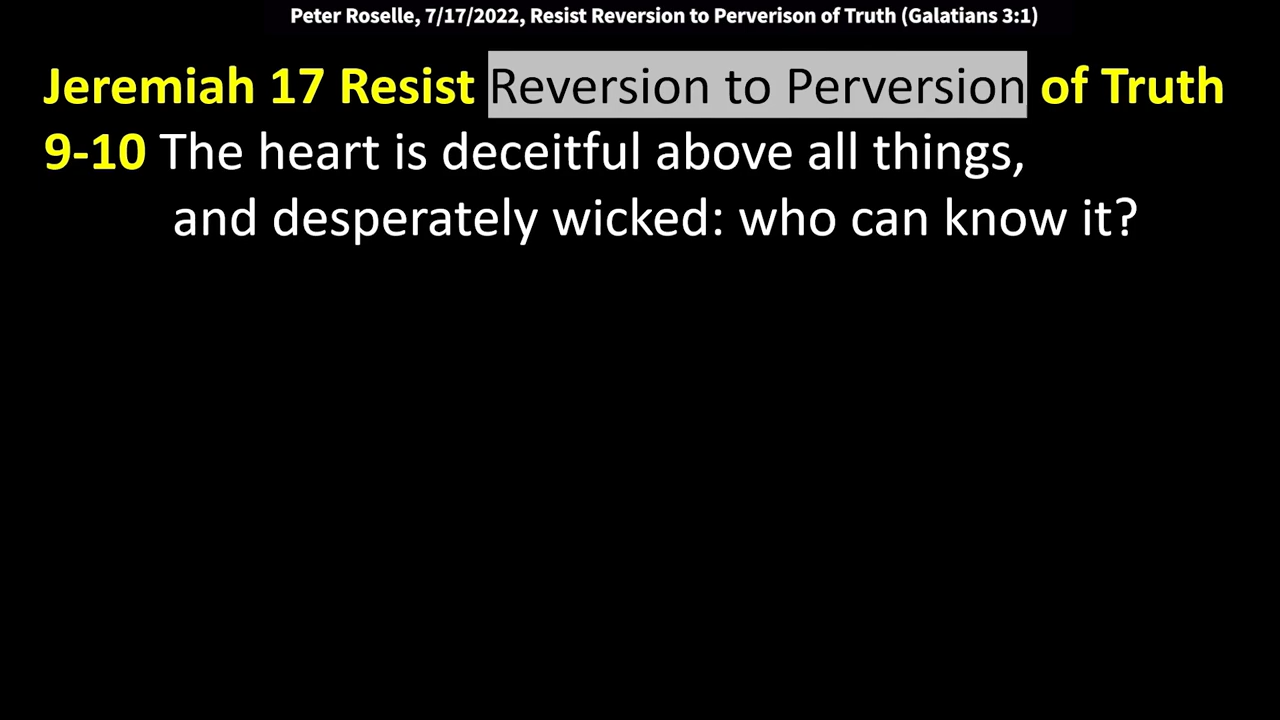 Peter Roselle, 7/17/2022, Resist Reversion to Perverison of Truth (Galatians 3:1)
Jeremiah 17 Resist Reversion to Perversion of Truth
9-10 The heart is deceitful above all things,
and desperately wicked: who can know it?